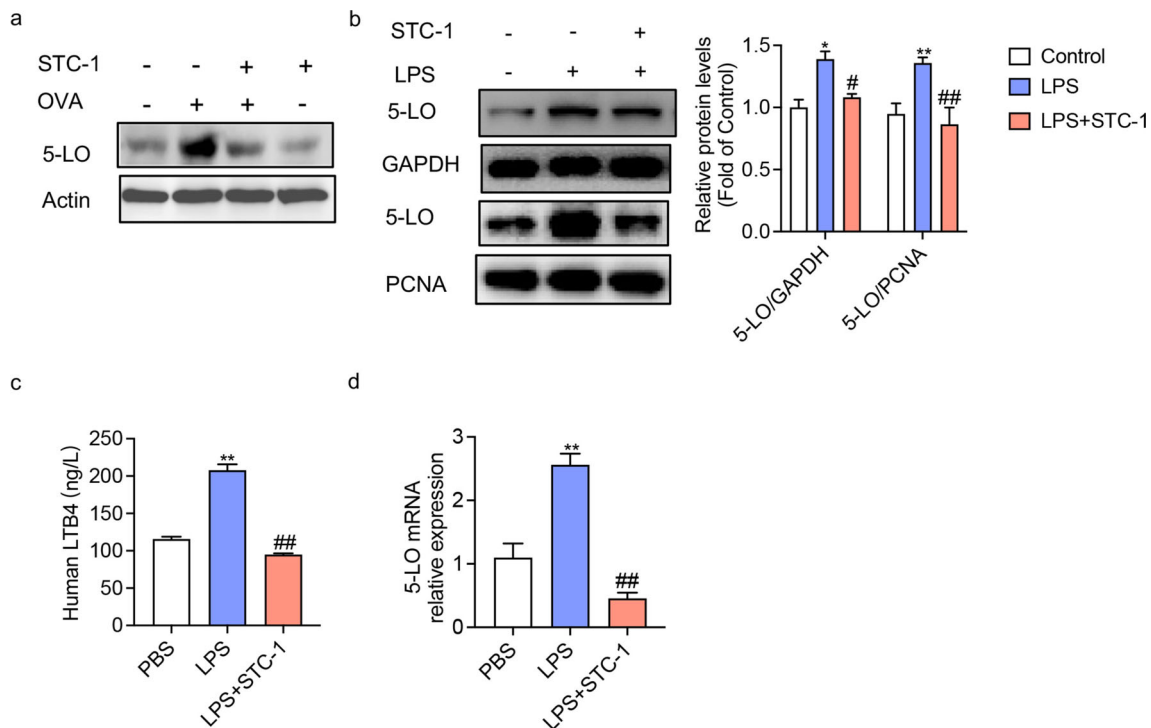 a
STC-1 - - + +
OVA - + + -
5-LO
Actin
b
STC-1 - - +
LPS - + +
5-LO
GAPDH
5-LO
PCNA
Relative protein levels
(Fold of Control)
1.5
1.0
0.5
0.0
* # ** ##
5-LO/GAPDH
5-LO/PCNA
Control
LPS
LPS+STC-1
c
Human LTB4 (ng/L)
250
200
150
100
50
0
** ##
PBS
LPS
LPS+STC-1
d
5-LO mRNA
relative expression
3
2
1
0
** ##
PBS
LPS
LPS+STC-1